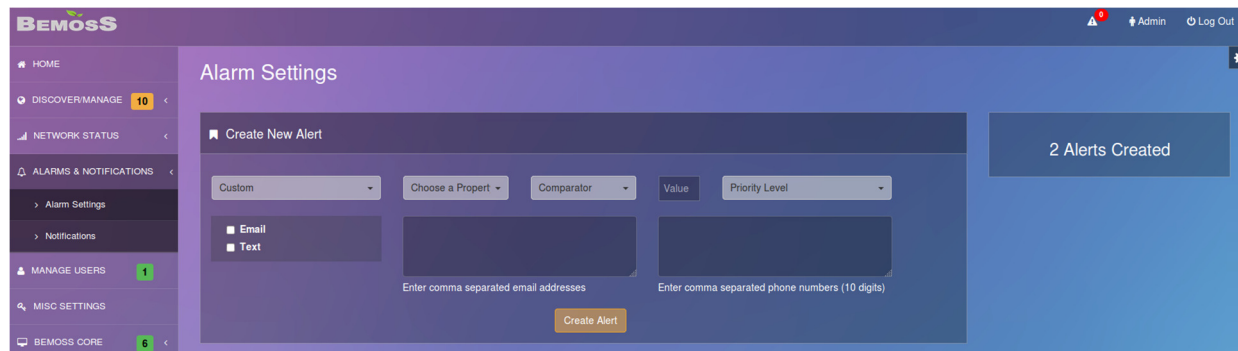 BEMOSS
0
Admin
Log Out
HOME
DISCOVER/MANAGE 10
NETWORK STATUS
ALARMS & NOTIFICATIONS
Alarm Settings
Notifications
MANAGE USERS 1
MISC SETTINGS
BEMOSS CORE 6
Alarm Settings
Create New Alert
Custom
Choose a Propert
Comparator
Value
Priority Level
Email
Text
Enter comma separated email addresses
Enter comma separated phone numbers (10 digits)
Create Alert
2 Alerts Created